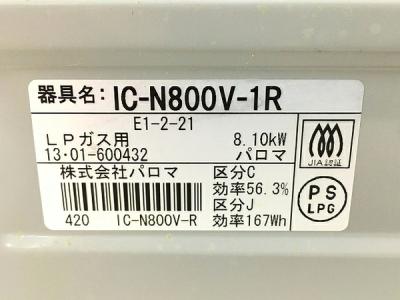 器具名: IC-N800V-1R
E1-2-21
LPガス用 8.10kW
13・01-600432 パロマ
JIA認証
株式会社パロマ 区分C
効率56.3%
区分J
420 IC-N800V-R 効率167Wh
PS
LPG